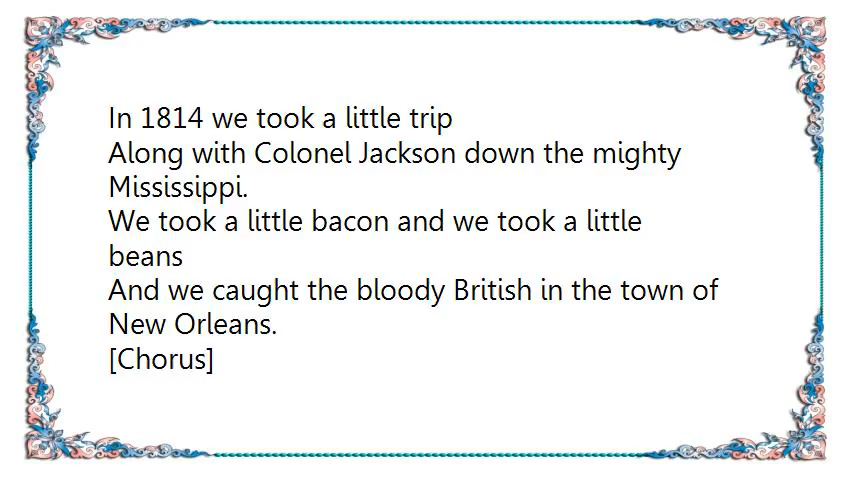 In 1814 we took a little trip
Along with Colonel Jackson down the mighty
Mississippi.
We took a little bacon and we took a little
beans
And we caught the bloody British in the town of
New Orleans.
[Chorus]